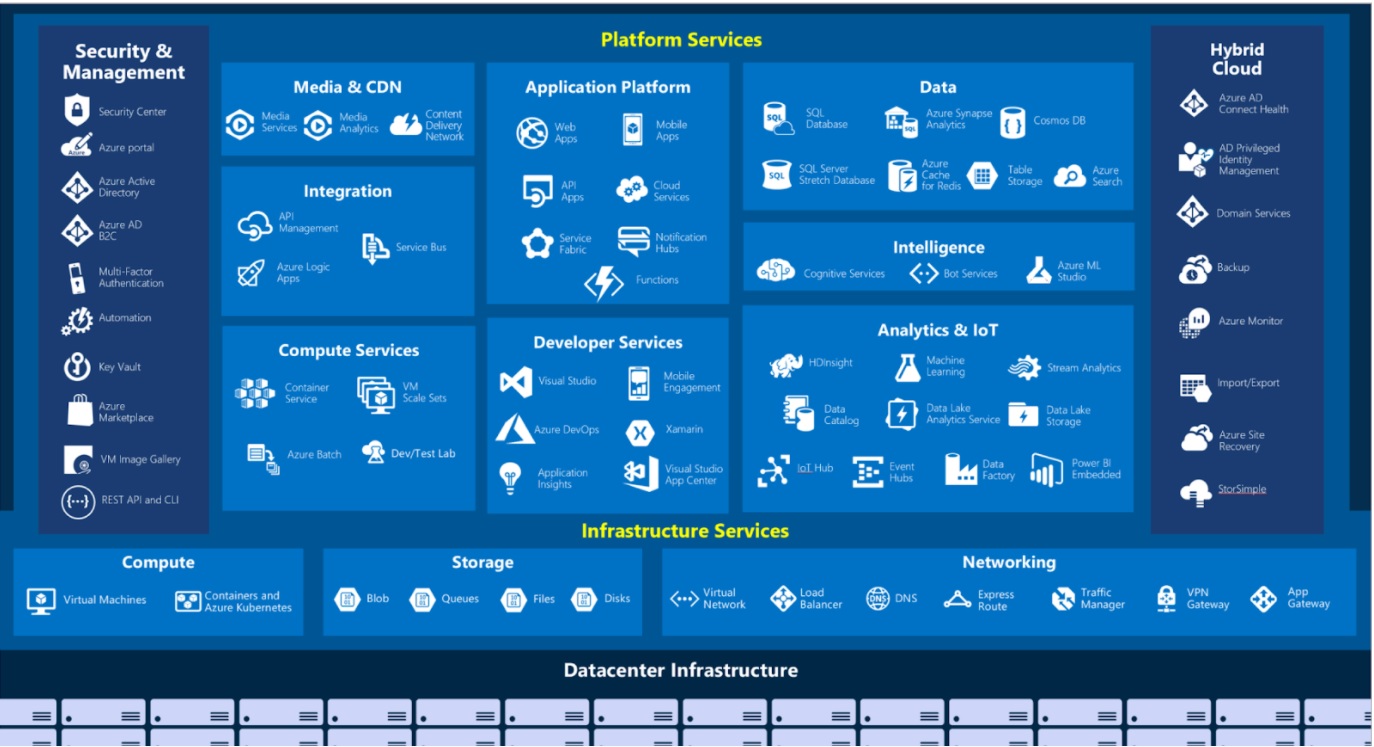 Platform Services
Security &
Management
Security Center
Azure portal
Azure
Azure Active
Directory
Azure AD
B2C
Multi-Factor
Authentication
Automation
Key Vault
Azure
Marketplace
VM Image Gallery
REST API and CLI
Media & CDN
Media
Services
Media
Analytics
Content
Delivery
Network
Integration
API
Management
Service Bus
Azure Logic
Apps
Compute Services
Container
Service
VM
Scale Sets
Azure Batch
Dev/Test Lab
Application Platform
Web
Apps
Mobile
Apps
API
Apps
Cloud
Services
Service
Fabric
Notification
Hubs
Functions
Developer Services
Visual Studio
Mobile
Engagement
Azure DevOps
Xamarin
Application
Insights
Visual Studio
App Center
Data
SQL
SQL
Database
SQL
Azure Synapse
Analytics
Cosmos DB
SQL
SQL Server
Stretch Database
Azure
Cache
for Redis
Table
Storage
Azure
Search
Intelligence
Cognitive Services
Bot Services
Azure ML
Studio
Analytics & IoT
HDInsight
Machine
Learning
Stream Analytics
Data
Catalog
Data Lake
Analytics Service
Data Lake
Storage
IoT Hub
Event
Hubs
Data
Factory
Power BI
Embedded
Hybrid
Cloud
Azure AD
Connect Health
AD Privileged
Identity
Management
Domain Services
Backup
Azure Monitor
Import/Export
Azure Site
Recovery
StorSimple
Infrastructure Services
Compute
Virtual Machines
Containers and
Azure Kubernetes
Storage
Blob
Queues
Files
Disks
Networking
Virtual
Network
Load
Balancer
DNS
DNS
Express
Route
Traffic
Manager
VPN
Gateway
App
Gateway
Datacenter Infrastructure